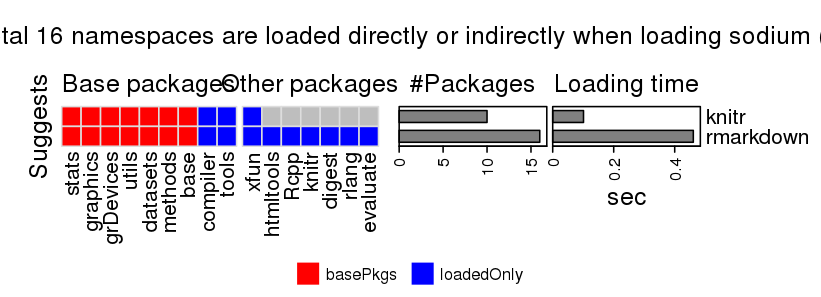 tal 16 namespaces are loaded directly or indirectly when loading sodium (
Base packages
Other packages
#Packages
Loading time
Suggests
knitr
rmarkdown
stats
graphics
grDevices
utils
datasets
methods
base
compiler
tools
xfun
htmltools
Rcpp
knitr
digest
rlang
evaluate
0
5
10
15
0
0.2
0.4
sec
basePkgs
loadedOnly